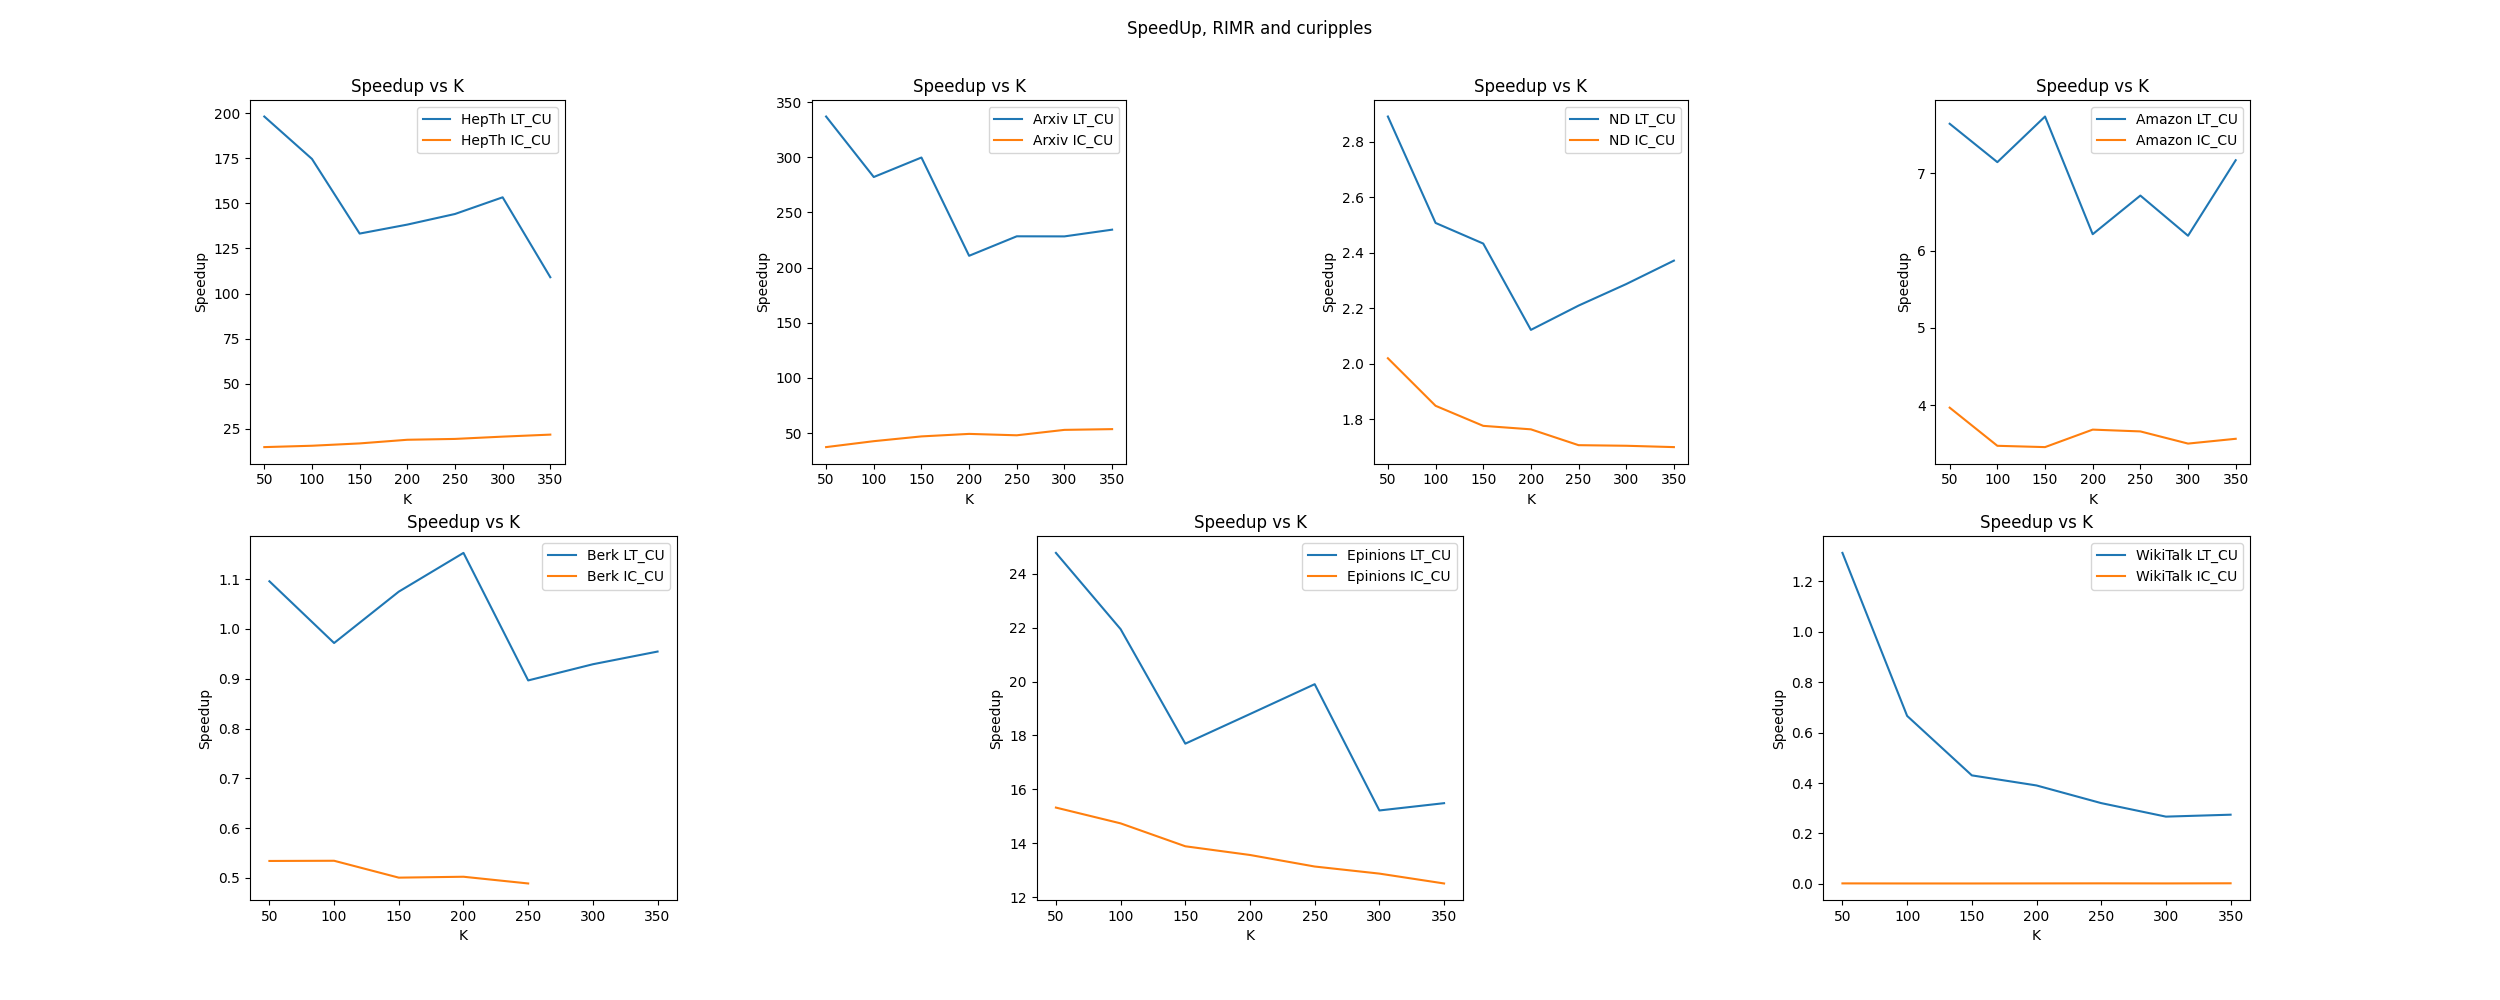 SpeedUp, RIMR and curipples
Speedup vs K
HepTh LT_CU
HepTh IC_CU
200
175
150
125
100
75
50
25
Speedup
50 100 150 200 250 300 350
K
Speedup vs K
Arxiv LT_CU
Arxiv IC_CU
350
300
250
200
150
100
50
Speedup
50 100 150 200 250 300 350
K
Speedup vs K
ND LT_CU
ND IC_CU
2.8
2.6
2.4
2.2
2.0
1.8
Speedup
50 100 150 200 250 300 350
K
Speedup vs K
Amazon LT_CU
Amazon IC_CU
7
6
5
4
Speedup
50 100 150 200 250 300 350
K
Speedup vs K
Berk LT_CU
Berk IC_CU
1.1
1.0
0.9
0.8
0.7
0.6
0.5
Speedup
50 100 150 200 250 300 350
K
Speedup vs K
Epinions LT_CU
Epinions IC_CU
24
22
20
18
16
14
12
Speedup
50 100 150 200 250 300 350
K
Speedup vs K
WikiTalk LT_CU
WikiTalk IC_CU
1.2
1.0
0.8
0.6
0.4
0.2
0.0
Speedup
50 100 150 200 250 300 350
K